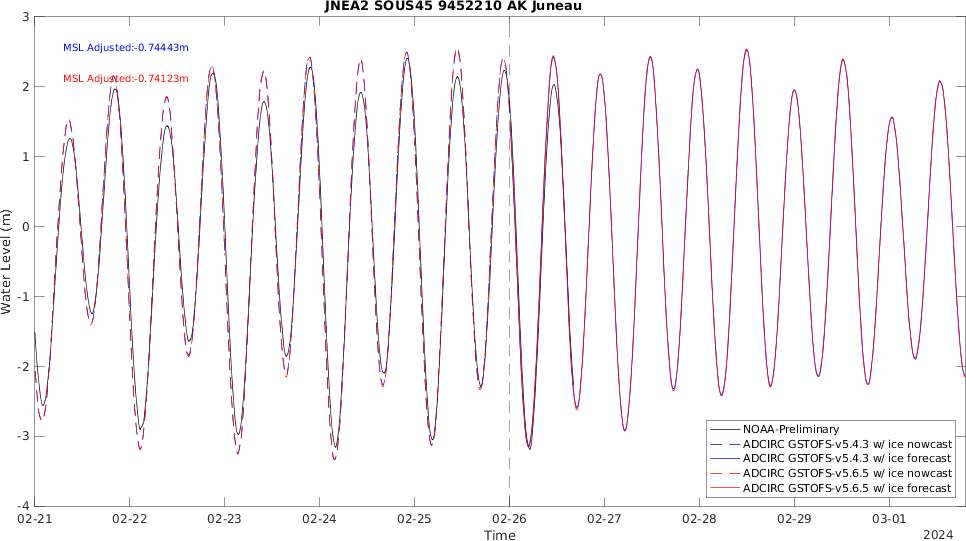 JNEA2 SOUS45 9452210 AK Juneau
3
MSL Adjusted:-0.74443m
MSL Adjusted:-0.74123m
2
1
0
-1
-2
-3
-4
Water Level (m)
NOAA-Preliminary
ADCIRC GSTOFS-v5.4.3 w/ ice nowcast
ADCIRC GSTOFS-v5.4.3 w/ ice forecast
ADCIRC GSTOFS-v5.6.5 w/ ice nowcast
ADCIRC GSTOFS-v5.6.5 w/ ice forecast
02-21 02-22 02-23 02-24 02-25 02-26 02-27 02-28 02-29 03-01
Time
2024